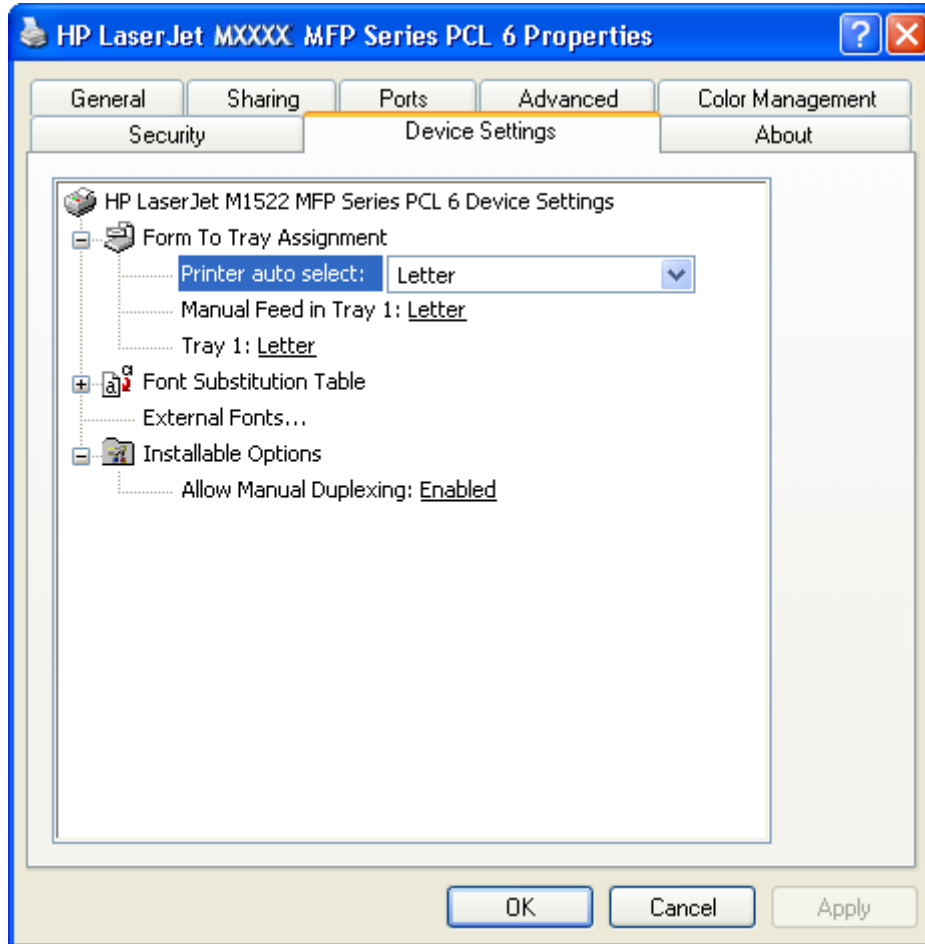 HP LaserJet MXXXX MFP Series PCL 6 Properties
General Sharing Ports Advanced Color Management
Security Device Settings About
HP LaserJet M1522 MFP Series PCL 6 Device Settings
Form To Tray Assignment
Printer auto select: Letter
Manual Feed in Tray 1: Letter
Tray 1: Letter
Font Substitution Table
External Fonts...
Installable Options
Allow Manual Duplexing: Enabled
OK Cancel Apply